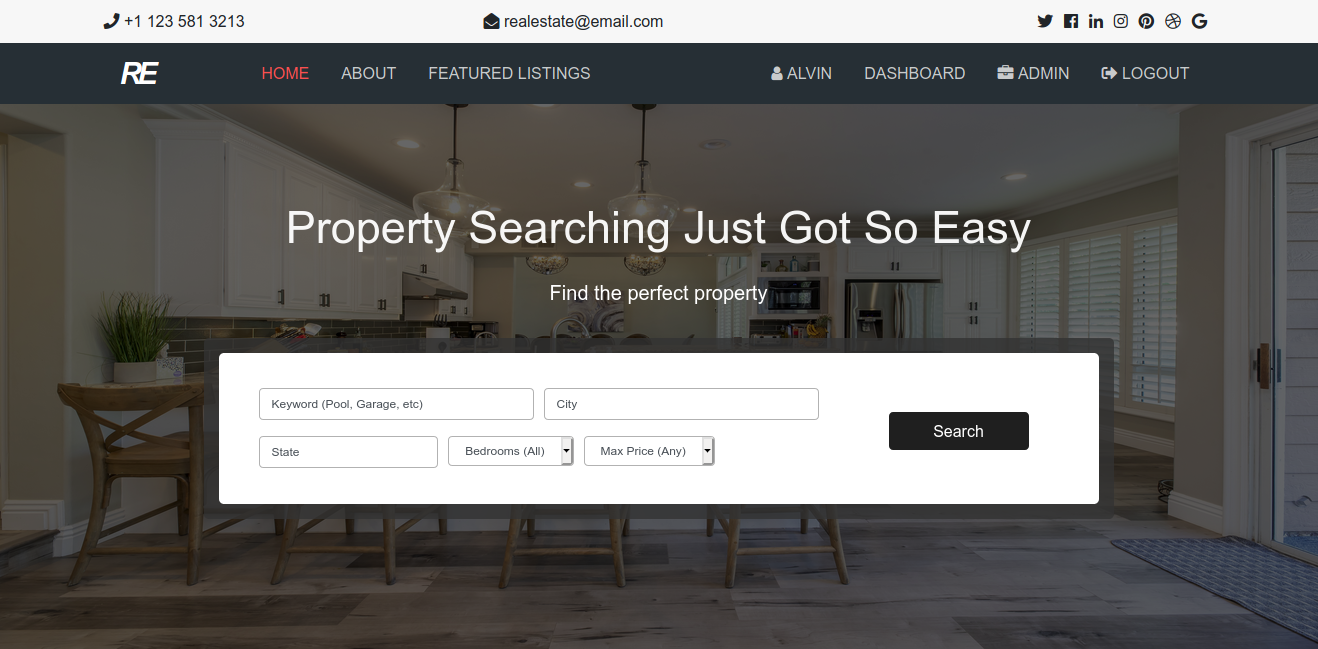 +1 123 581 3213 realestate@email.com
RE HOME ABOUT FEATURED LISTINGS ALVIN DASHBOARD ADMIN LOGOUT
Property Searching Just Got So Easy
Find the perfect property
Keyword (Pool, Garage, etc) City
Search
State Bedrooms (All) Max Price (Any)